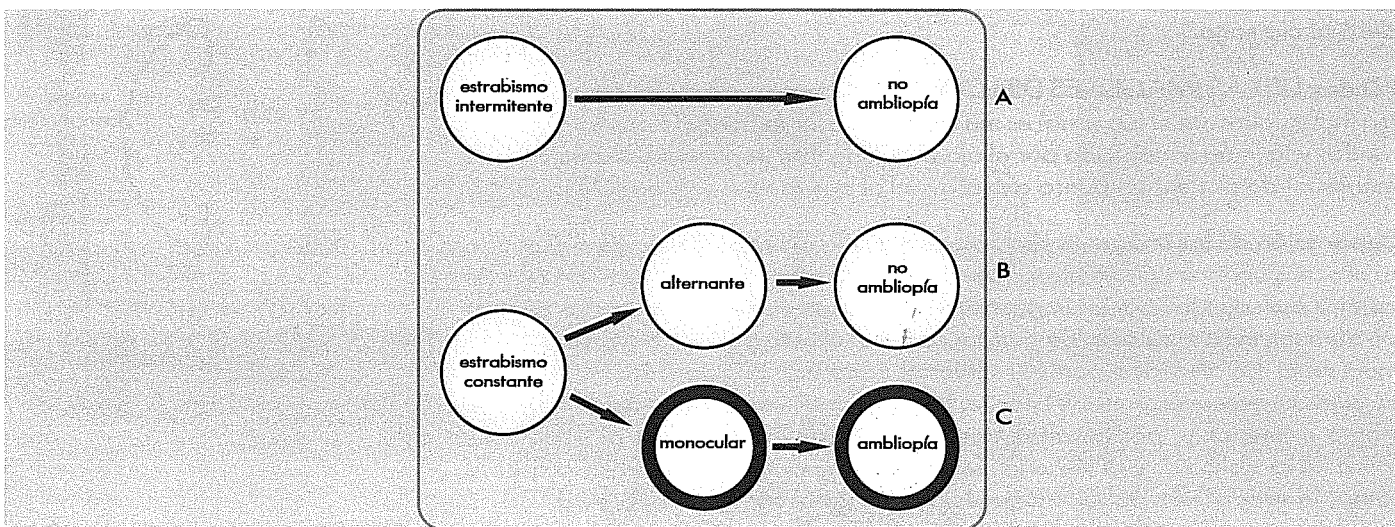 estrabismo
intermitente
no
ambliopía
A
alternante
no
ambliopía
B
estrabismo
constante
monocular
ambliopía
C